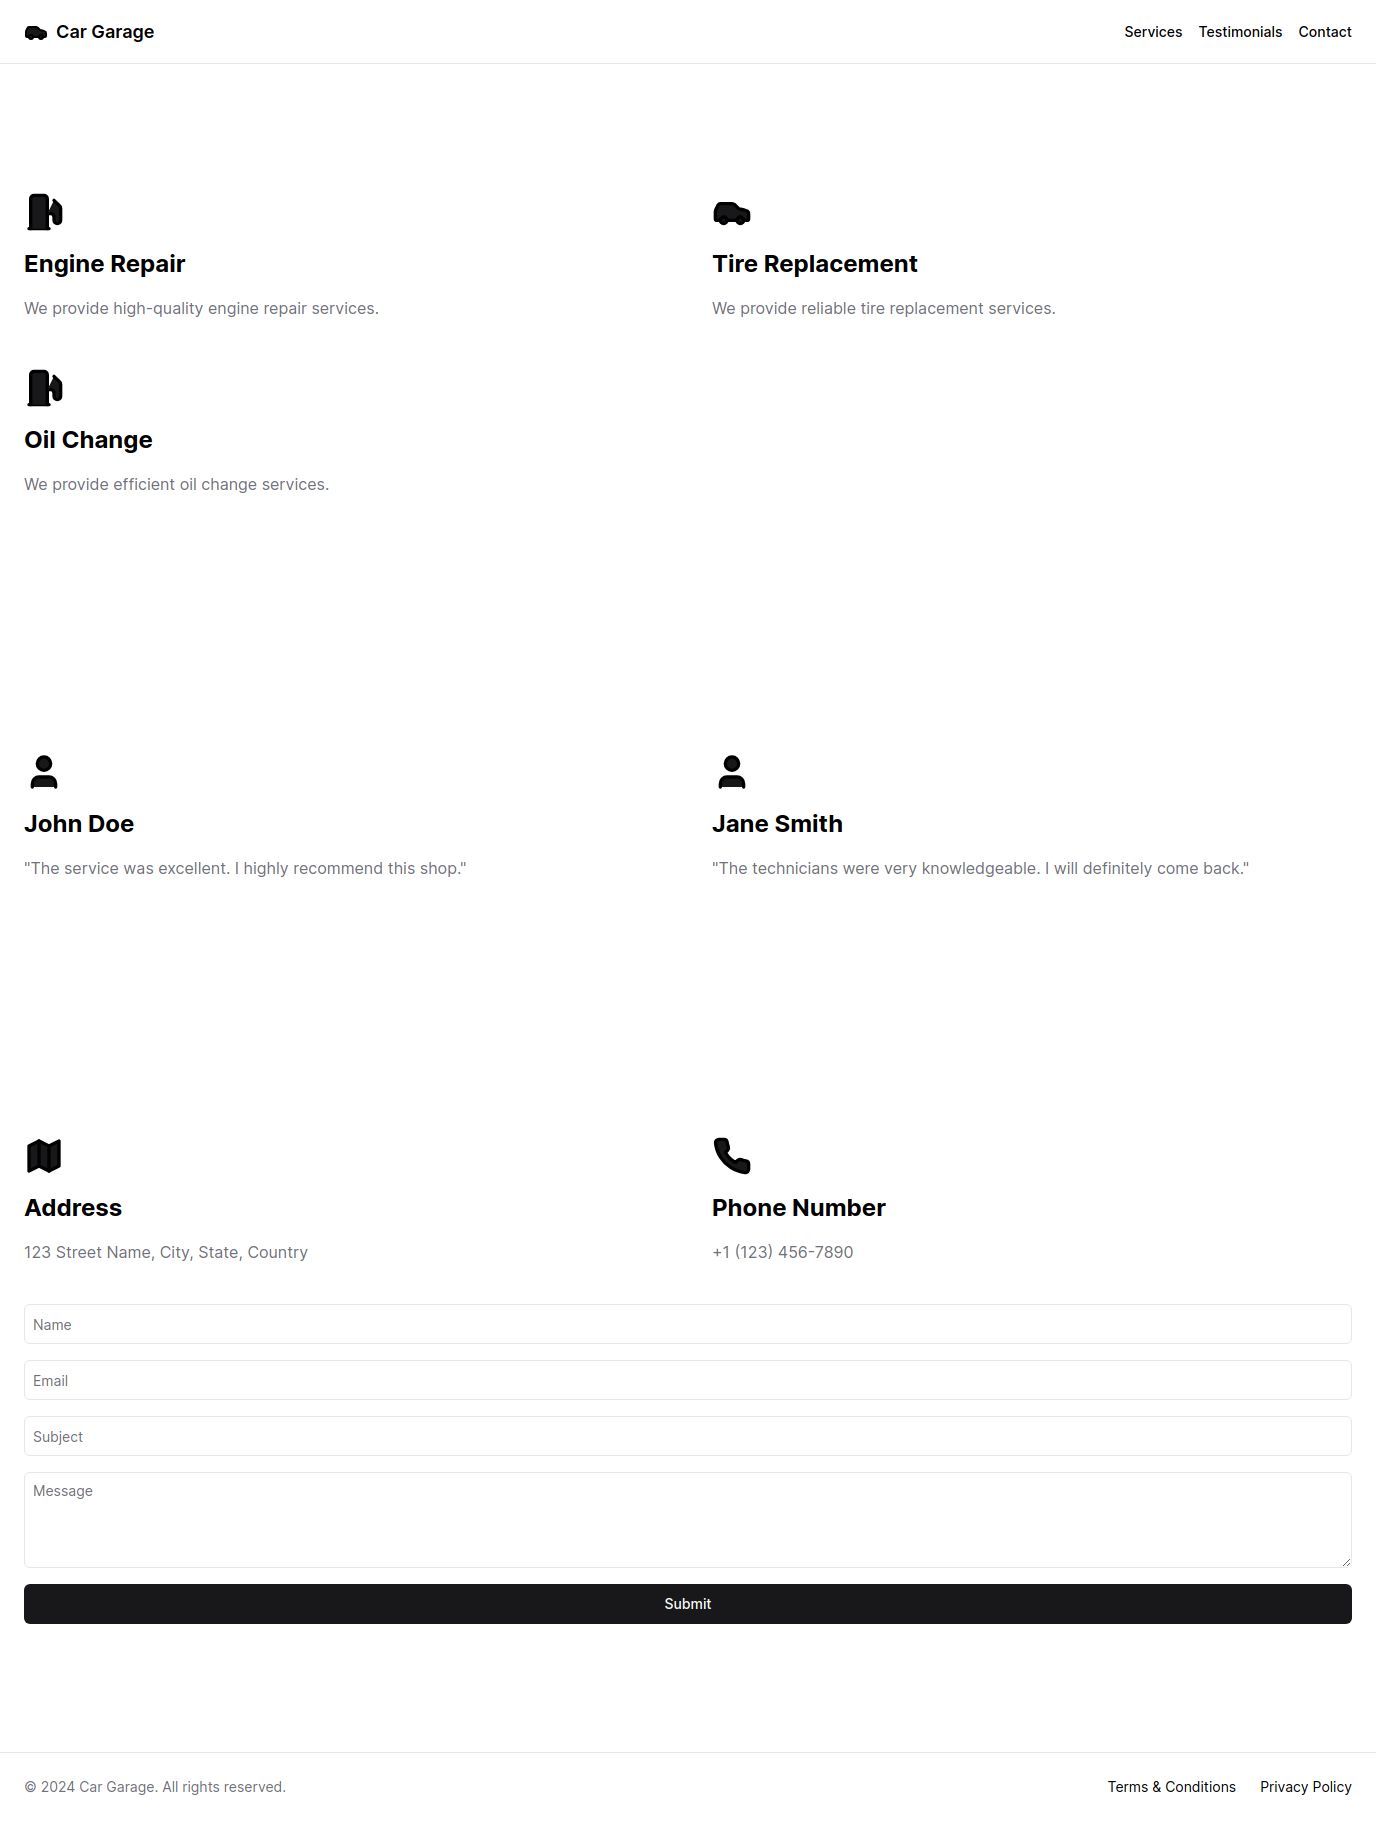 Car Garage
Services Testimonials Contact
Engine Repair
We provide high-quality engine repair services.
Tire Replacement
We provide reliable tire replacement services.
Oil Change
We provide efficient oil change services.
John Doe
"The service was excellent. I highly recommend this shop."
Jane Smith
"The technicians were very knowledgeable. I will definitely come back."
Address
123 Street Name, City, State, Country
Phone Number
+1 (123) 456-7890
Name
Email
Subject
Message
Submit
© 2024 Car Garage. All rights reserved.
Terms & Conditions Privacy Policy